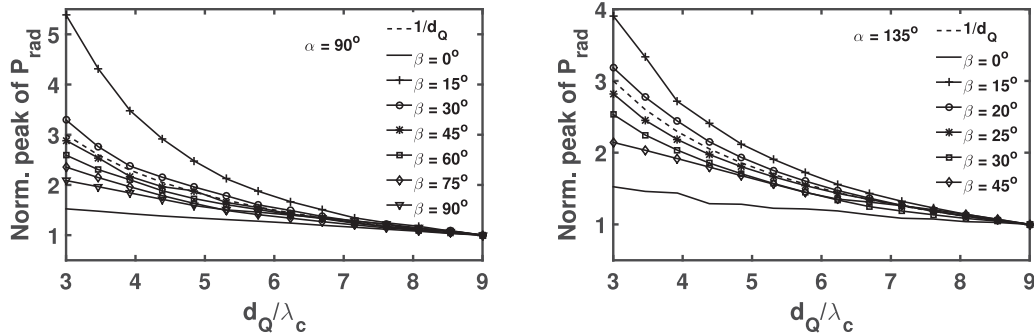 Norm. peak of P_rad
5
4
3
2
1
3 4 5 6 7 8 9
d_Q/λ_c
α = 90°
1/d_Q
β = 0°
β = 15°
β = 30°
β = 45°
β = 60°
β = 75°
β = 90°
Norm. peak of P_rad
4
3
2
1
3 4 5 6 7 8 9
d_Q/λ_c
α = 135°
1/d_Q
β = 0°
β = 15°
β = 20°
β = 25°
β = 30°
β = 45°